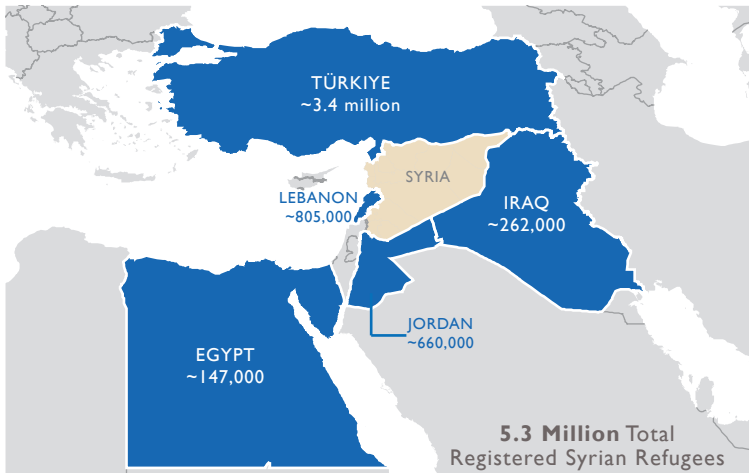 TÜRKIYE
~3.4 million
SYRIA
LEBANON
~805,000
IRAQ
~262,000
JORDAN
~660,000
EGYPT
~147,000
5.3 Million Total
Registered Syrian Refugees